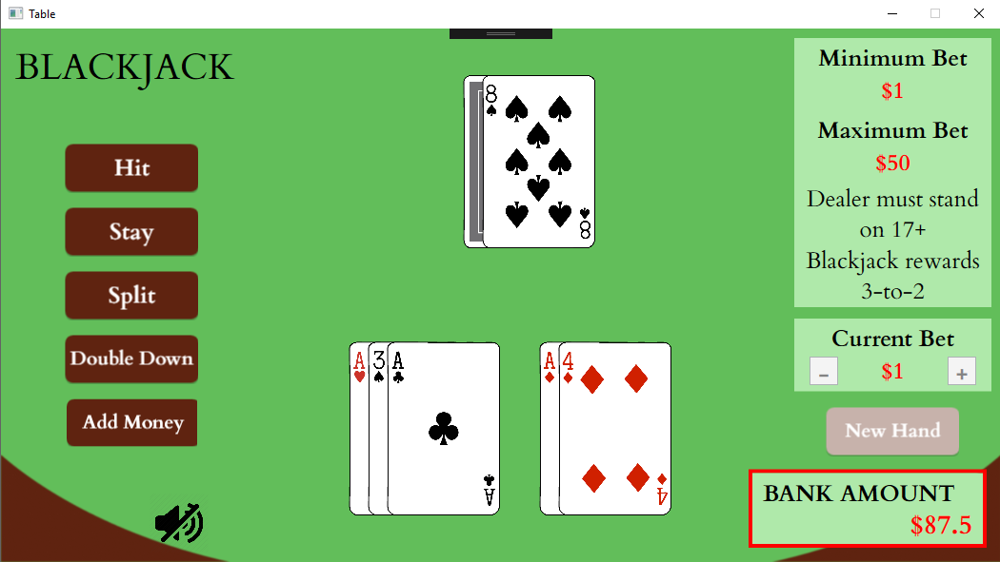 Table
BLACKJACK
Hit
Stay
Split
Double Down
Add Money
8
8
A
3
A
A
A
4
4
Minimum Bet
$1
Maximum Bet
$50
Dealer must stand
on 17+
Blackjack rewards
3-to-2
Current Bet
- $1 +
New Hand
BANK AMOUNT
$87.5